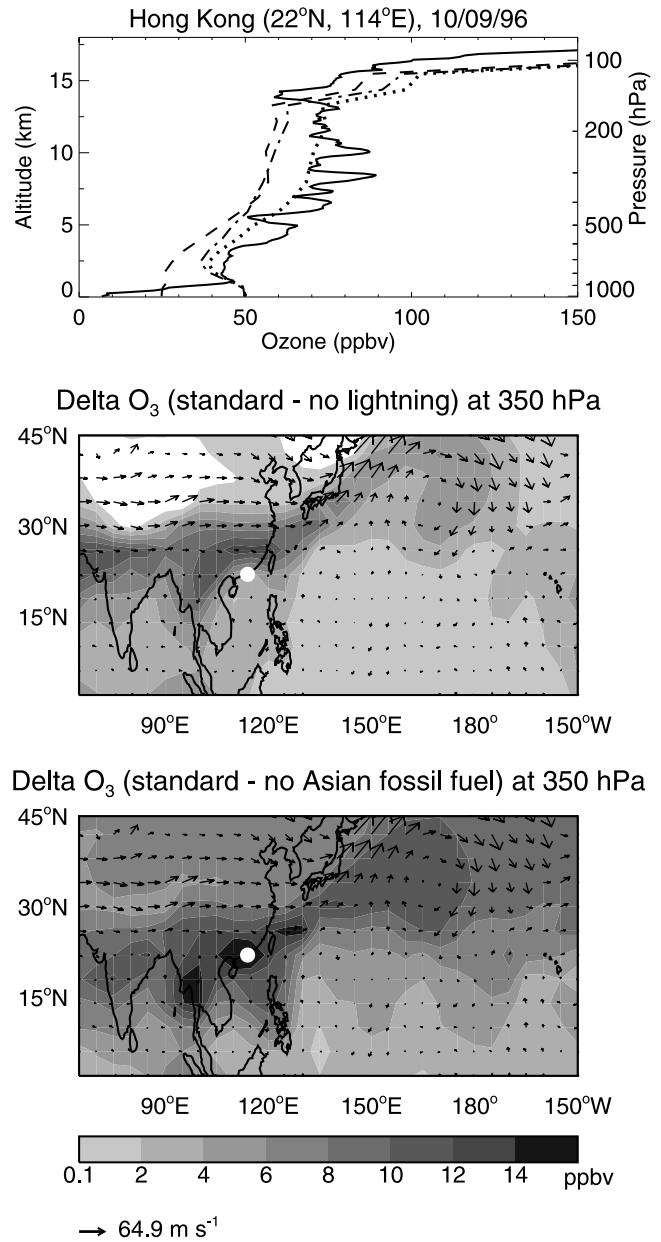 Hong Kong (22°N, 114°E), 10/09/96
Altitude (km)
15
10
5
0
Pressure (hPa)
100
200
500
1000
0 50 100 150
Ozone (ppbv)
Delta O₃ (standard - no lightning) at 350 hPa
45°N
30°N
15°N
90°E 120°E 150°E 180° 150°W
Delta O₃ (standard - no Asian fossil fuel) at 350 hPa
45°N
30°N
15°N
90°E 120°E 150°E 180° 150°W
0.1 2 4 6 8 10 12 14 ppbv
64.9 m s⁻¹